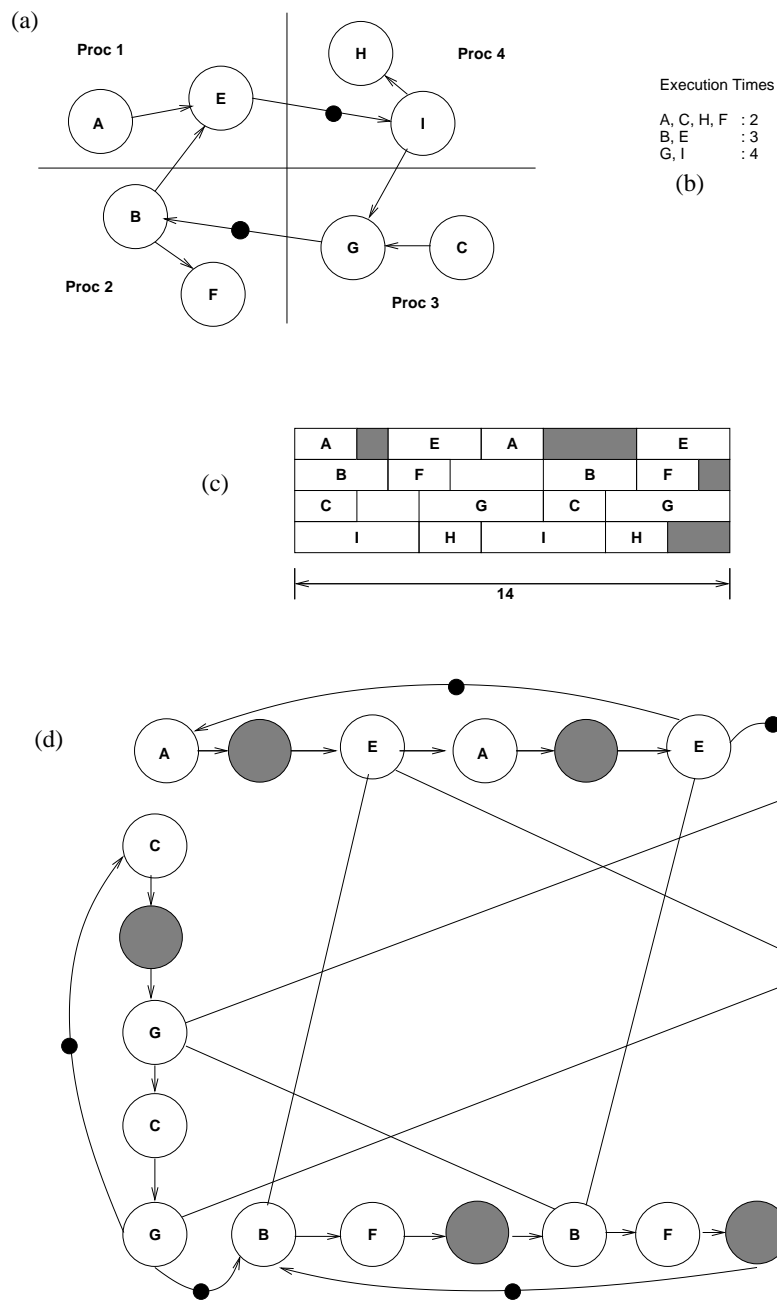 (a)
Proc 1
H
Proc 4
E
A
I
Execution Times
A, C, H, F : 2
B, E : 3
G, I : 4
(b)
B
G
C
Proc 2
F
Proc 3
(c)
A E A E
B F B F
C G C G
I H I H
14
(d)
A E A E
C
G
C
G B F B F